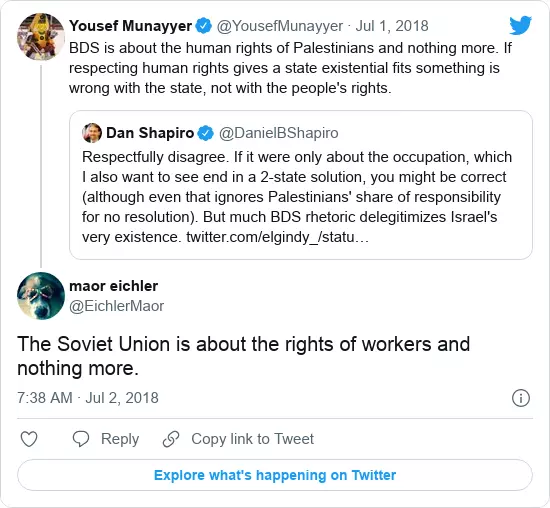 Yousef Munayyer @YousefMunayyer · Jul 1, 2018
BDS is about the human rights of Palestinians and nothing more. If
respecting human rights gives a state existential fits something is
wrong with the state, not with the people's rights.
Dan Shapiro @DanielBShapiro
Respectfully disagree. If it were only about the occupation, which
I also want to see end in a 2-state solution, you might be correct
(although even that ignores Palestinians' share of responsibility
for no resolution). But much BDS rhetoric delegitimizes Israel's
very existence. twitter.com/elgindy_/statu…
maor eichler
@EichlerMaor
The Soviet Union is about the rights of workers and
nothing more.
7:38 AM · Jul 2, 2018
Reply Copy link to Tweet
Explore what's happening on Twitter